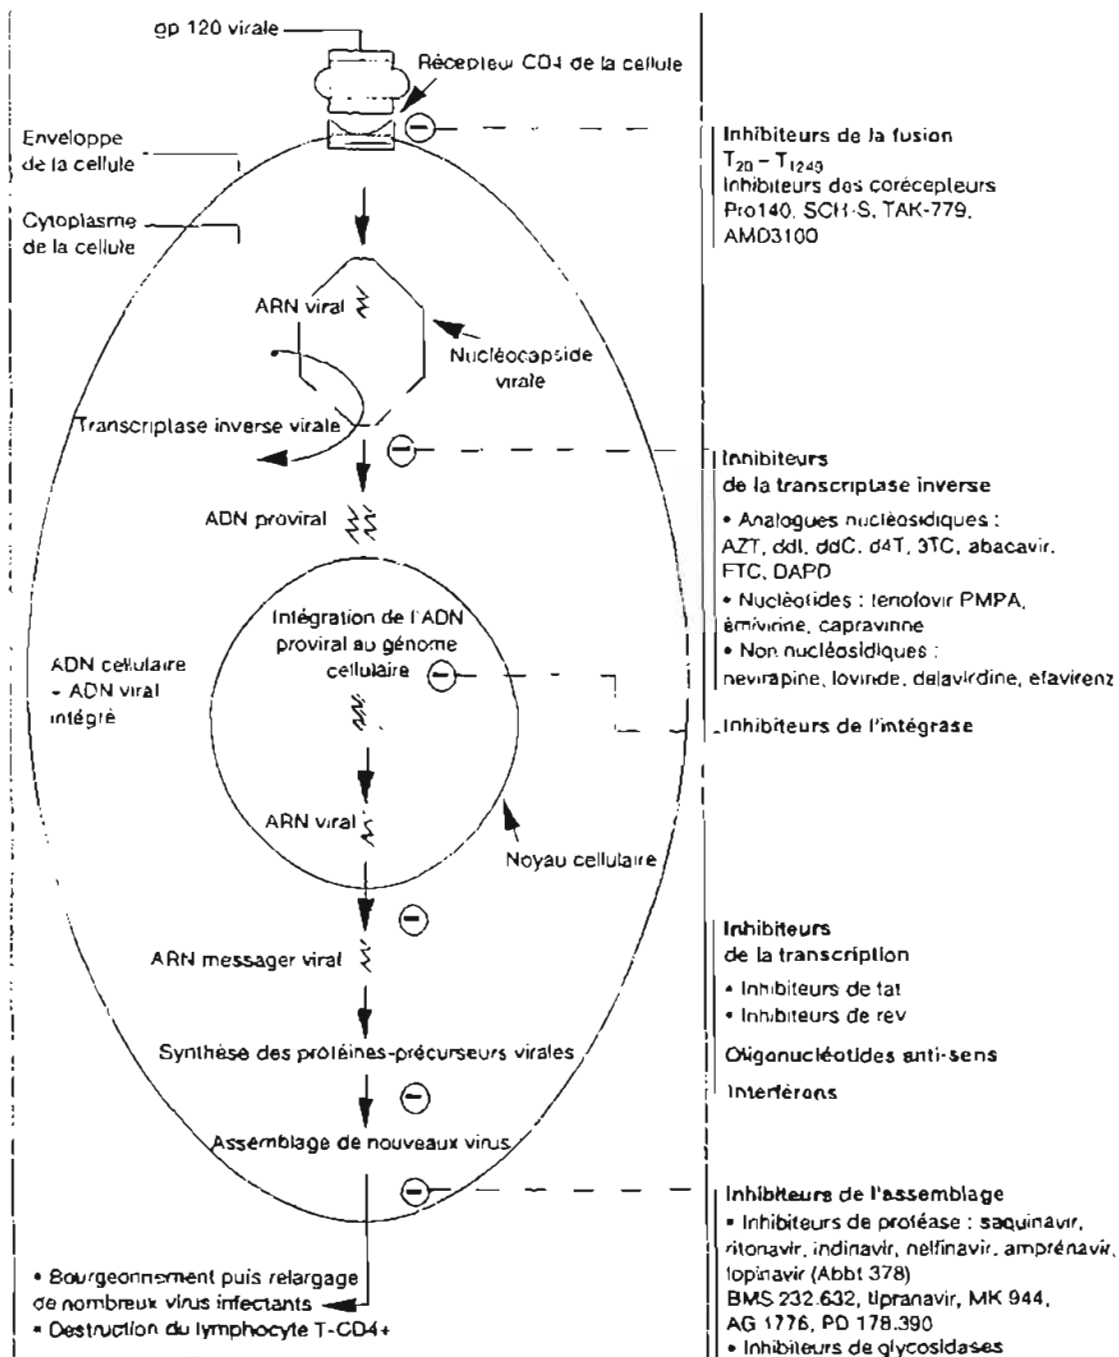 gp 120 virale
Récepteur CD4 de la cellule
Enveloppe
de la cellule
Cytoplasme
de la cellule
ARN viral
Nucléocapside
virale
Transcriptase inverse virale
ADN proviral
Intégration de l'ADN
proviral au génome
cellulaire
ADN cellulaire
- ADN viral
intégré
ARN viral
Noyau cellulaire
ARN messager viral
Synthèse des protéines-précurseurs virales
Assemblage de nouveaux virus
• Bourgeonnement puis relargage
de nombreux virus infectants
• Destruction du lymphocyte T-CD4+
Inhibiteurs de la fusion
T20 – T1249
Inhibiteurs des corécepteurs
Pro140, SCH-S, TAK-779,
AMD3100
Inhibiteurs
de la transcriptase inverse
• Analogues nucléosidiques :
AZT, ddI, ddC, d4T, 3TC, abacavir,
FTC, DAPD
• Nucléotides : tenofovir PMPA,
émivirine, capravirine
• Non nucléosidiques :
nevirapine, loviride, delavirdine, efavirenz
Inhibiteurs de l'intégrase
Inhibiteurs
de la transcription
• Inhibiteurs de tat
• Inhibiteurs de rev
Oligonucléotides anti-sens
Interférons
Inhibiteurs de l'assemblage
• Inhibiteurs de protéase : saquinavir,
ritonavir, indinavir, nelfinavir, amprénavir,
lopinavir (Abbt 378)
BMS 232.632, tipranavir, MK 944,
AG 1776, PD 178.390
• Inhibiteurs de glycosidases